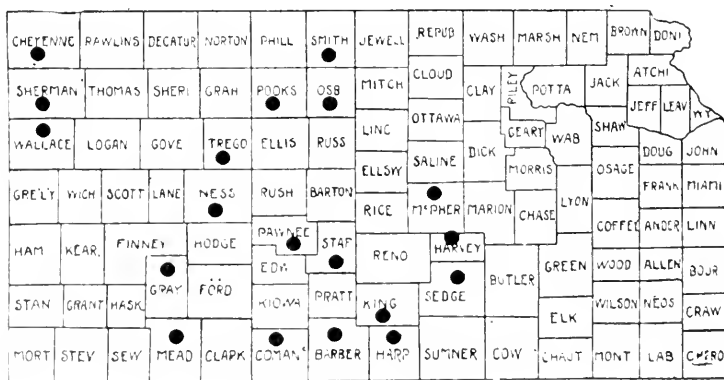 CHEYENNE RAWLINS DECATUR NORTON PHILL SMITH JEWELL REPUB WASH MARSH NEM BROWN DONI
CLOUD ATCHI
SHERMAN THOMAS SHERI GRAH ROOKS OSB MITCH CLAY RILEY POTTA JACK
JEFF LEAV WY
OTTAWA
WALLACE LOGAN GOVE TREGO ELLIS RUSS LINC GEARY WAB SHAW
DICK DOUG JOHN
ELLSW SALINE MORRIS OSAGE
GRE'LY WICH SCOTT LANE NESS RUSH BARTON FRANK MIAMI
RICE McPHER MARION CHASE LYON
HAM KEAR. FINNEY HODGE PAWNEE STAF COFFEY ANDER LINN
RENO HARVEY
EDW GREEN WOOD ALLEN BOUR
GRAY FORD BUTLER
STAN GRANT HASK KIOWA PRATT KING SEDGE WILSON NEOS CRAW
ELK
MORT STEV SEW MEAD CLARK COMAN BARBER HARP SUMNER COW CHAUT MONT LAB CHERO